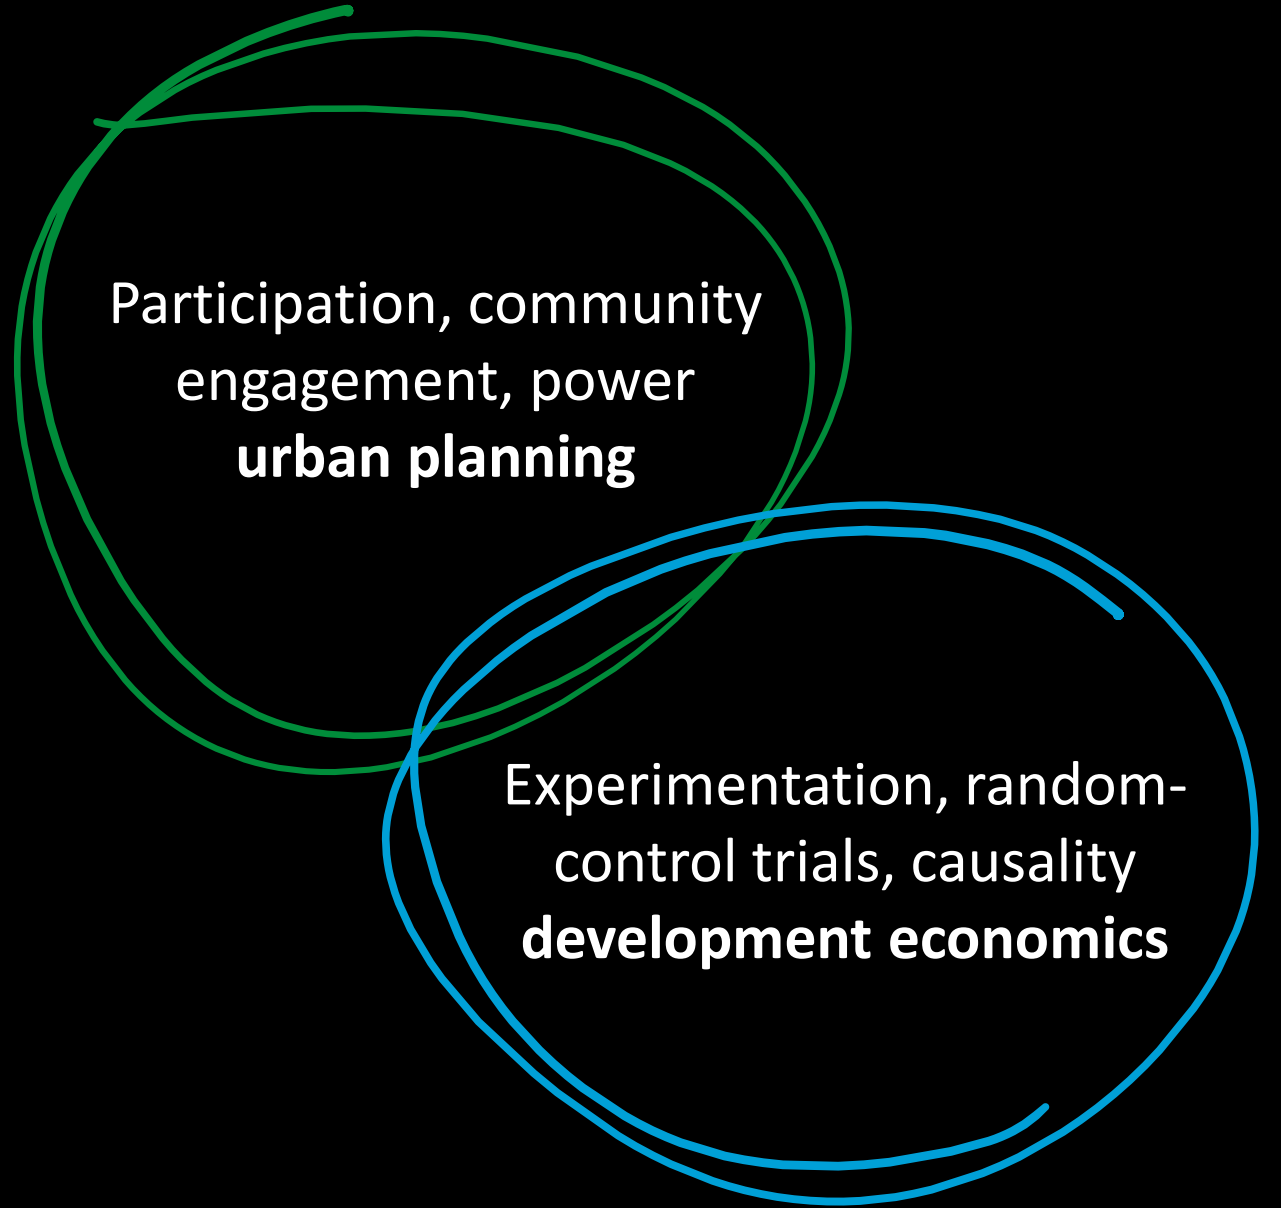 Participation, community
engagement, power
urban planning
Experimentation, random-
control trials, causality
development economics